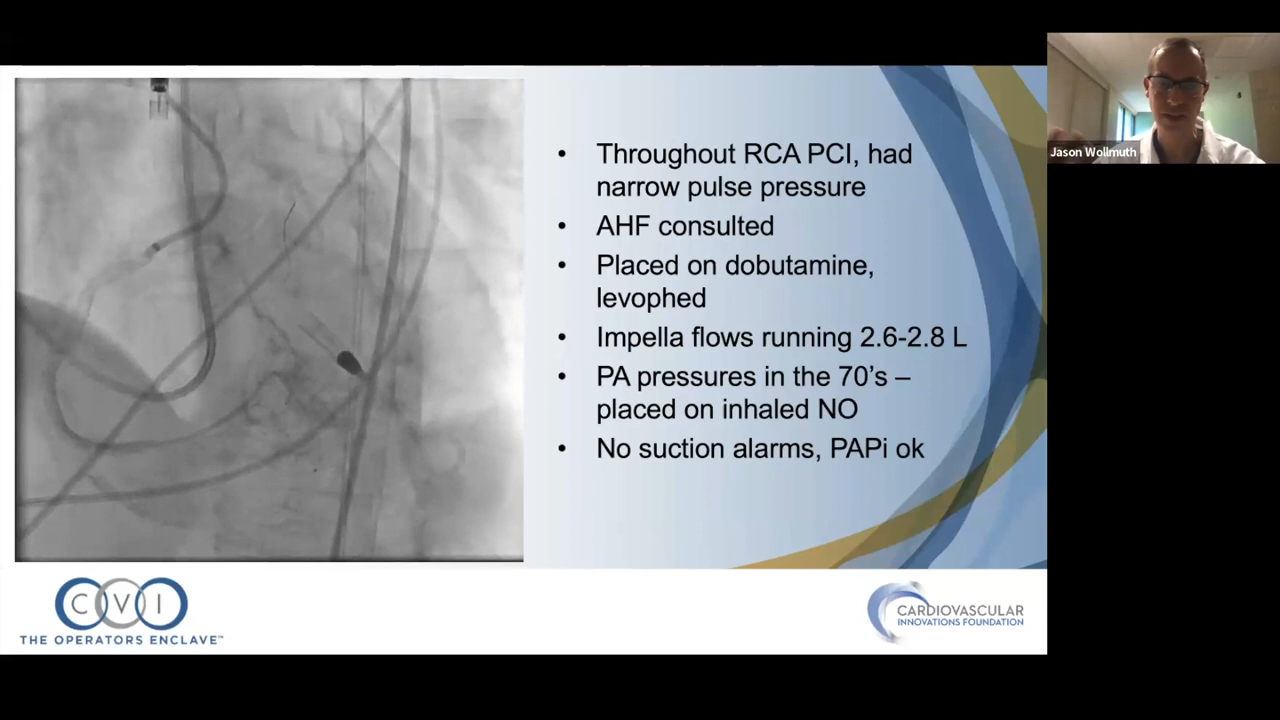 • Throughout RCA PCI, had
narrow pulse pressure
• AHF consulted
• Placed on dobutamine,
levophed
• Impella flows running 2.6-2.8 L
• PA pressures in the 70's –
placed on inhaled NO
• No suction alarms, PAPi ok
Jason Wollmuth
CVI
THE OPERATORS ENCLAVE™
CARDIOVASCULAR
INNOVATIONS FOUNDATION